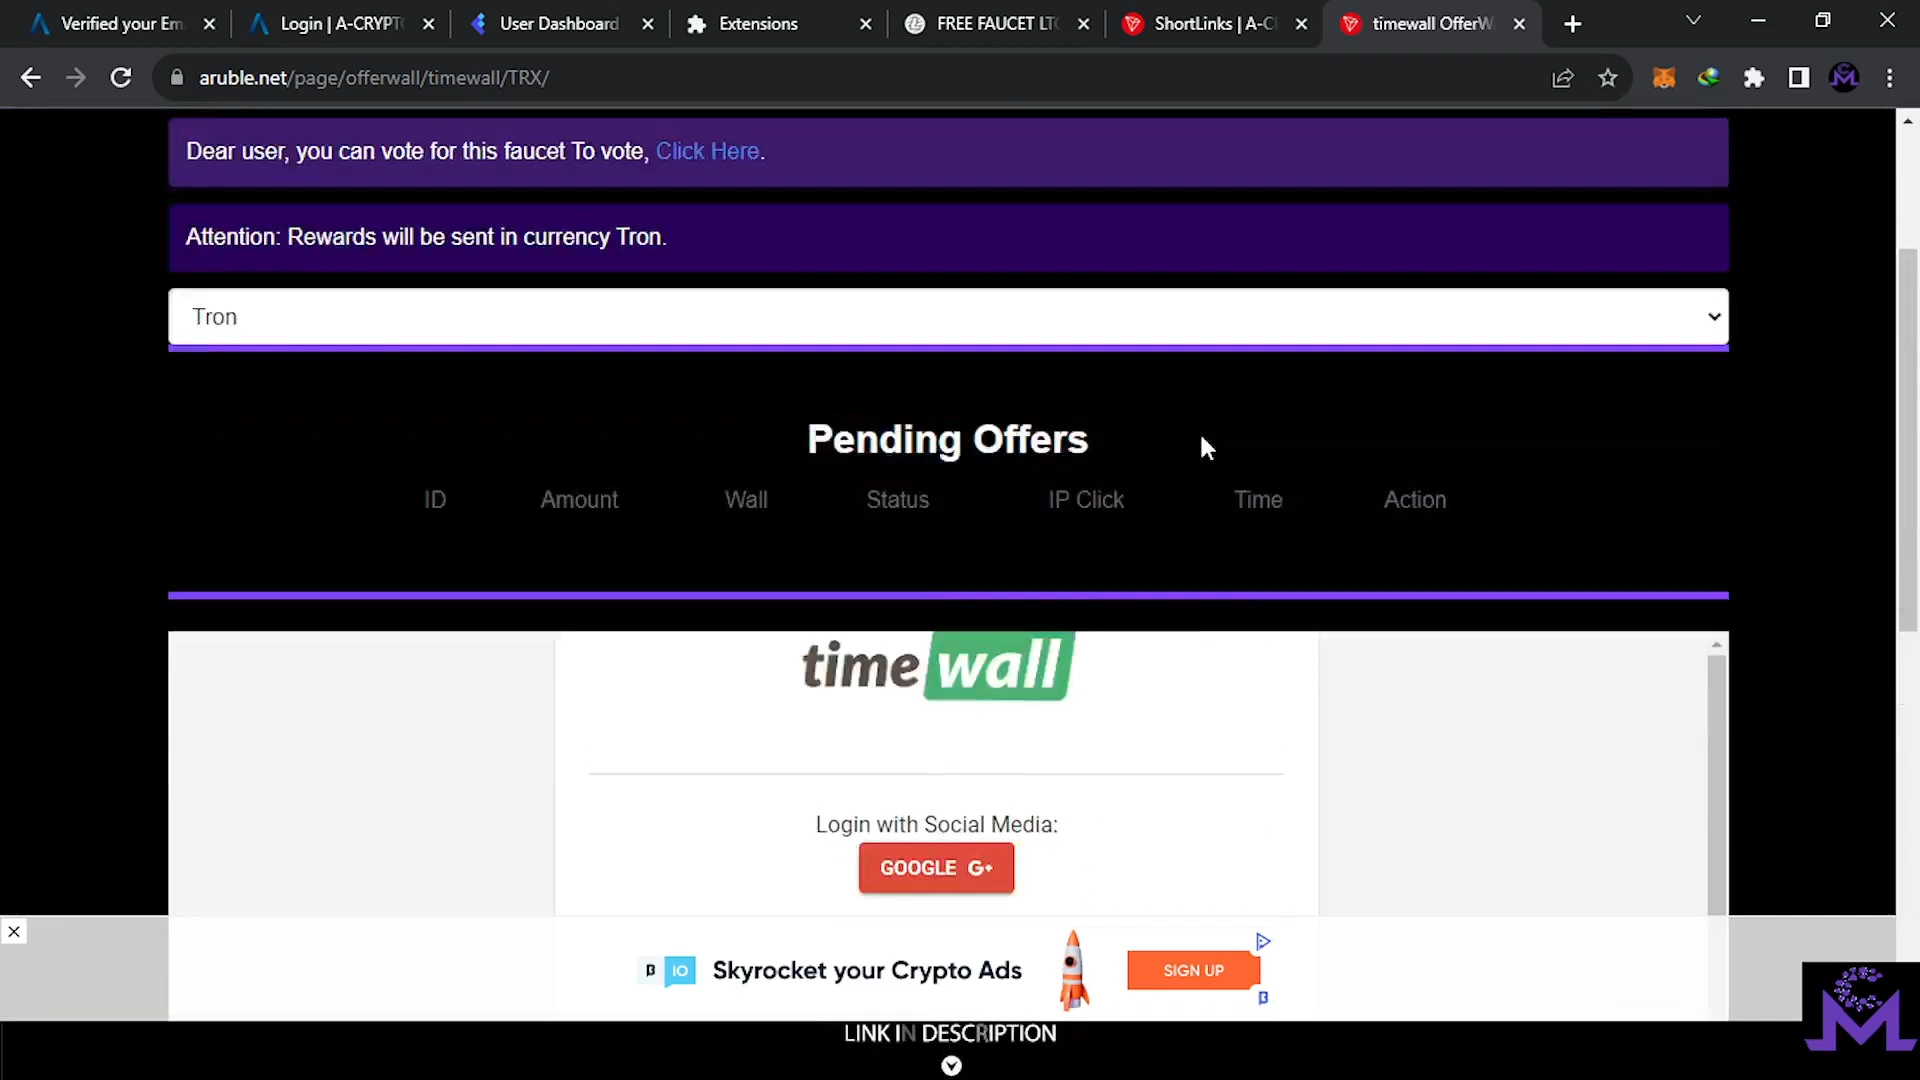 Verified your Em
Login | A-CRYPT
User Dashboard
Extensions
FREE FAUCET LTC
ShortLinks | A-C
timewall OfferW
aruble.net/page/offerwall/timewall/TRX/
Dear user, you can vote for this faucet To vote, Click Here.
Attention: Rewards will be sent in currency Tron.
Tron
Pending Offers
ID Amount Wall Status IP Click Time Action
timewall
Login with Social Media:
GOOGLE G+
B IO Skyrocket your Crypto Ads SIGN UP
LINK IN DESCRIPTION